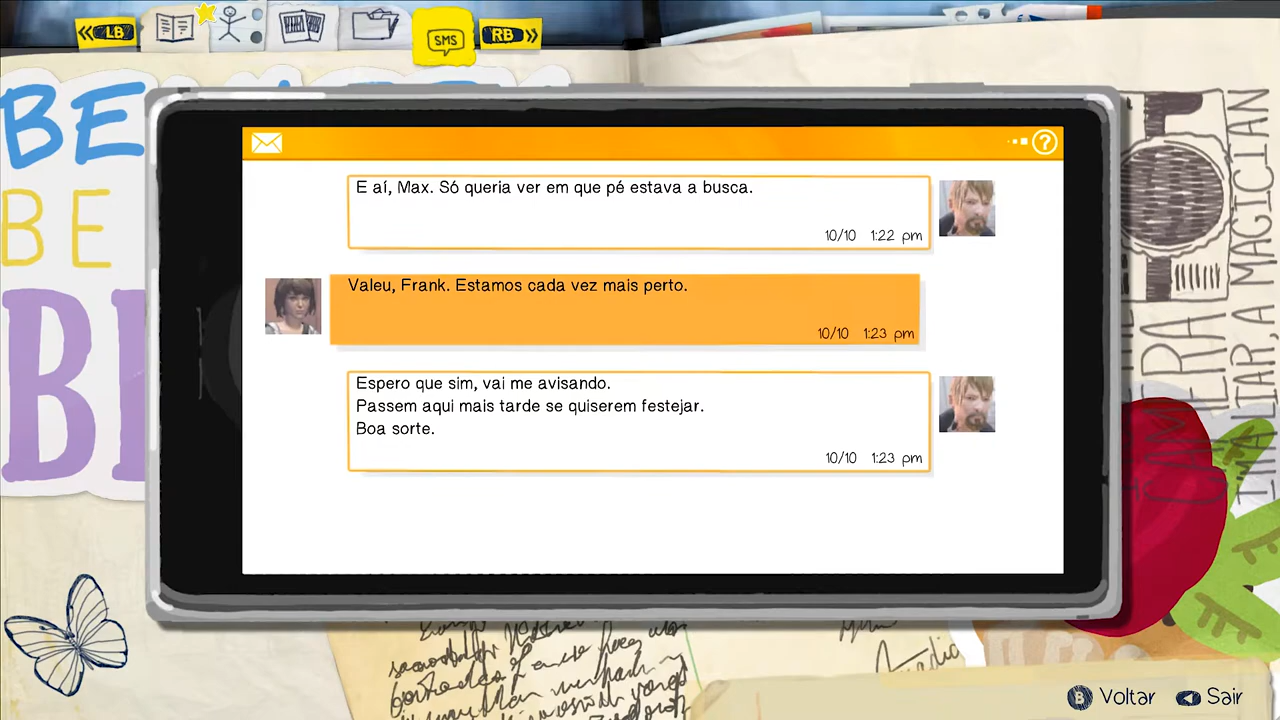 LB
SMS
RB
BE
BE
E aí, Max. Só queria ver em que pé estava a busca.
10/10 1:22 pm
Valeu, Frank. Estamos cada vez mais perto.
10/10 1:23 pm
Espero que sim, vai me avisando.
Passem aqui mais tarde se quiserem festejar.
Boa sorte.
10/10 1:23 pm
?
B Voltar
Sair